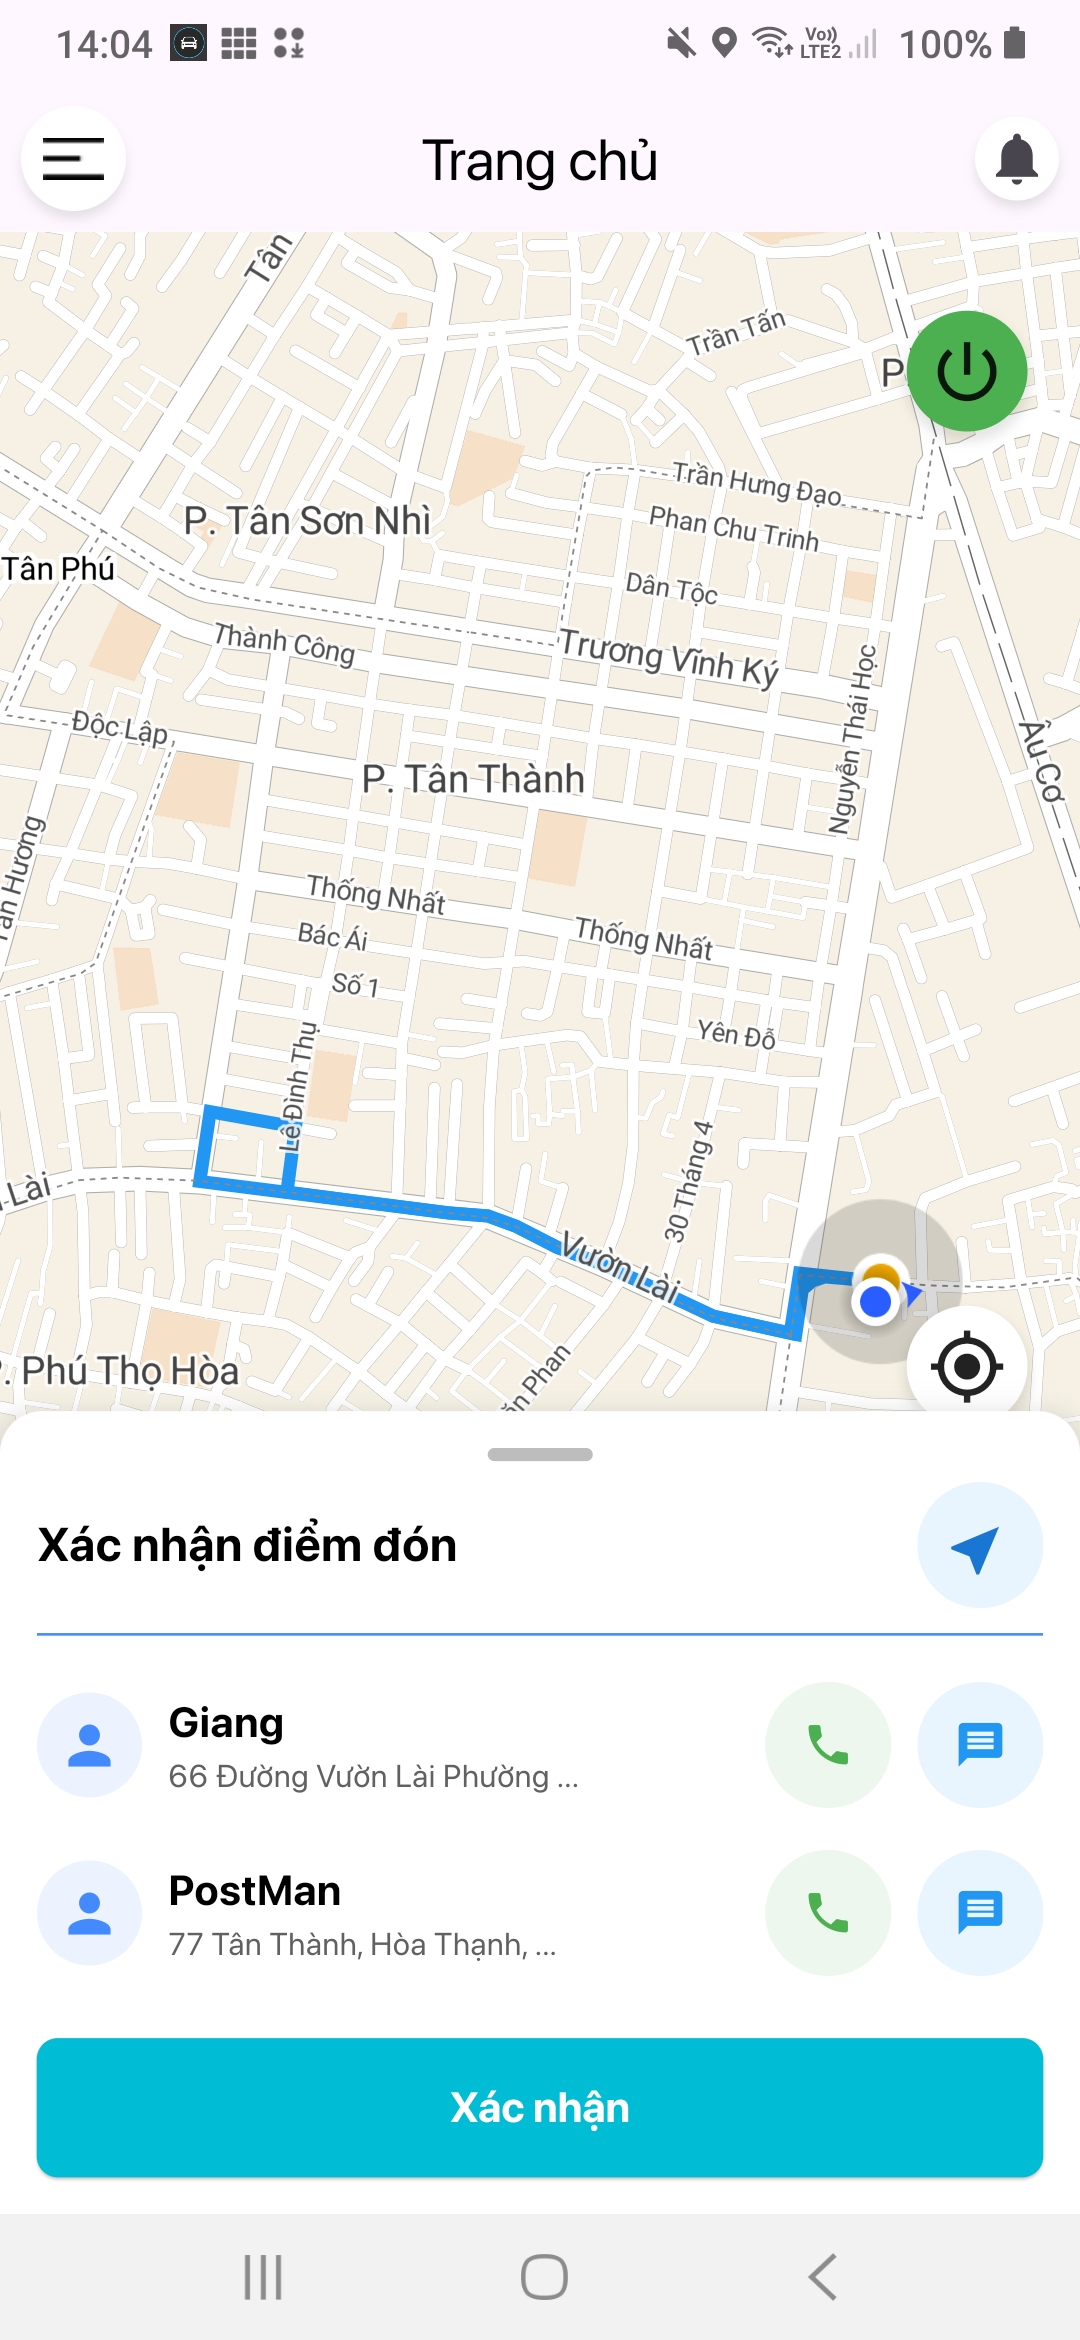 14:04
Vo))
LTE2
100%
Trang chủ
Tân
Trần Tấn
P
Trần Hưng Đạo
P. Tân Sơn Nhì
Phan Chu Trinh
Tân Phú
Dân Tộc
Thành Công
Trương Vĩnh Ký
Nguyễn Thái Học
Độc Lập
Âu Cơ
P. Tân Thành
Thống Nhất
Bác Ái
Thống Nhất
Số 1
Yên Đỗ
Lê Đình Thụ
30 Tháng 4
Lài
Vườn Lài
. Phú Thọ Hòa
Phan
Xác nhận điểm đón
Giang
66 Đường Vườn Lài Phường ...
PostMan
77 Tân Thành, Hòa Thạnh, ...
Xác nhận